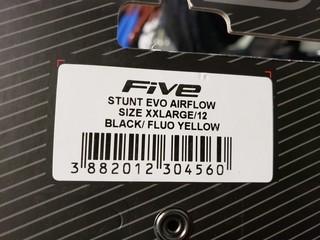 Five
STUNT EVO AIRFLOW
SIZE XXLARGE/12
BLACK/ FLUO YELLOW
3 882012 304560